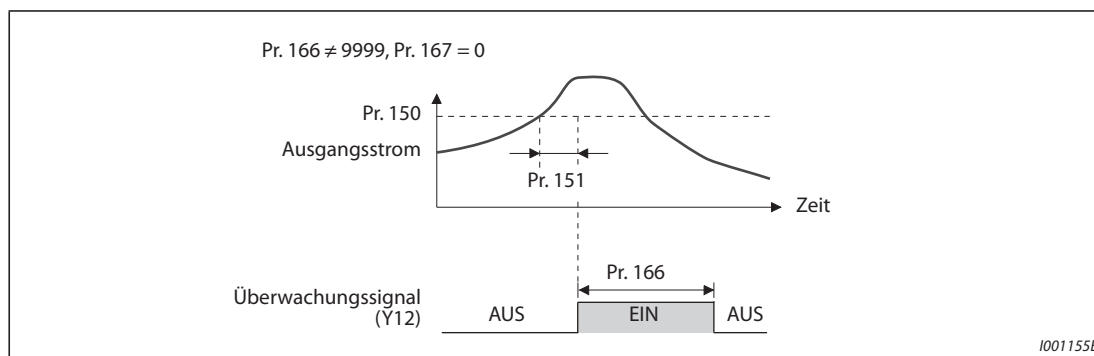 Pr. 166 ≠ 9999, Pr. 167 = 0
Pr. 150
Ausgangsstrom
Pr. 151
Zeit
Pr. 166
Überwachungssignal
(Y12)
AUS
EIN
AUS
I001155E